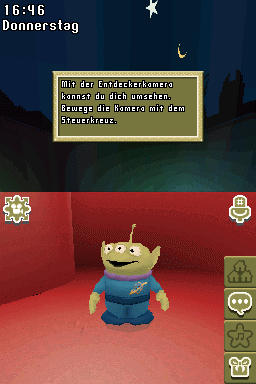 16:46
Donnerstag
Mit der Entdeckerkamera
kannst du dich umsehen.
Bewege die Kamera mit dem
Steuerkreuz.